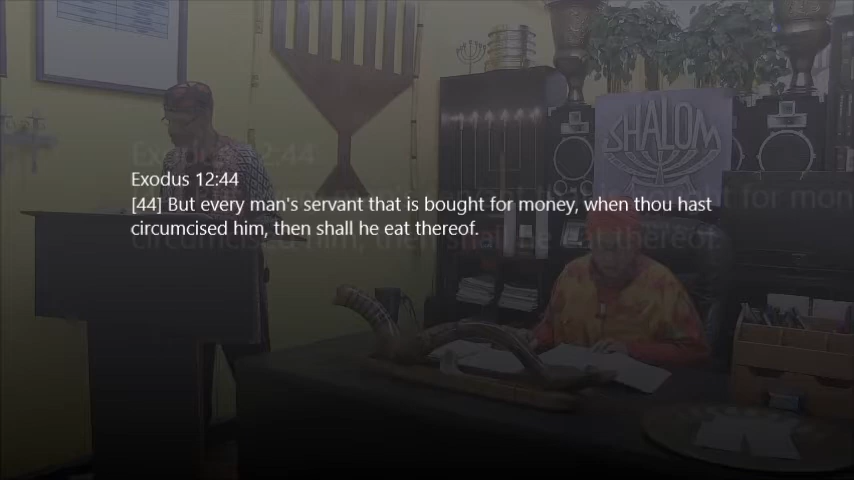 Exodus 12:44
[44] But every man's servant that is bought for money, when thou hast
circumcised him, then shall he eat thereof.
SHALOM